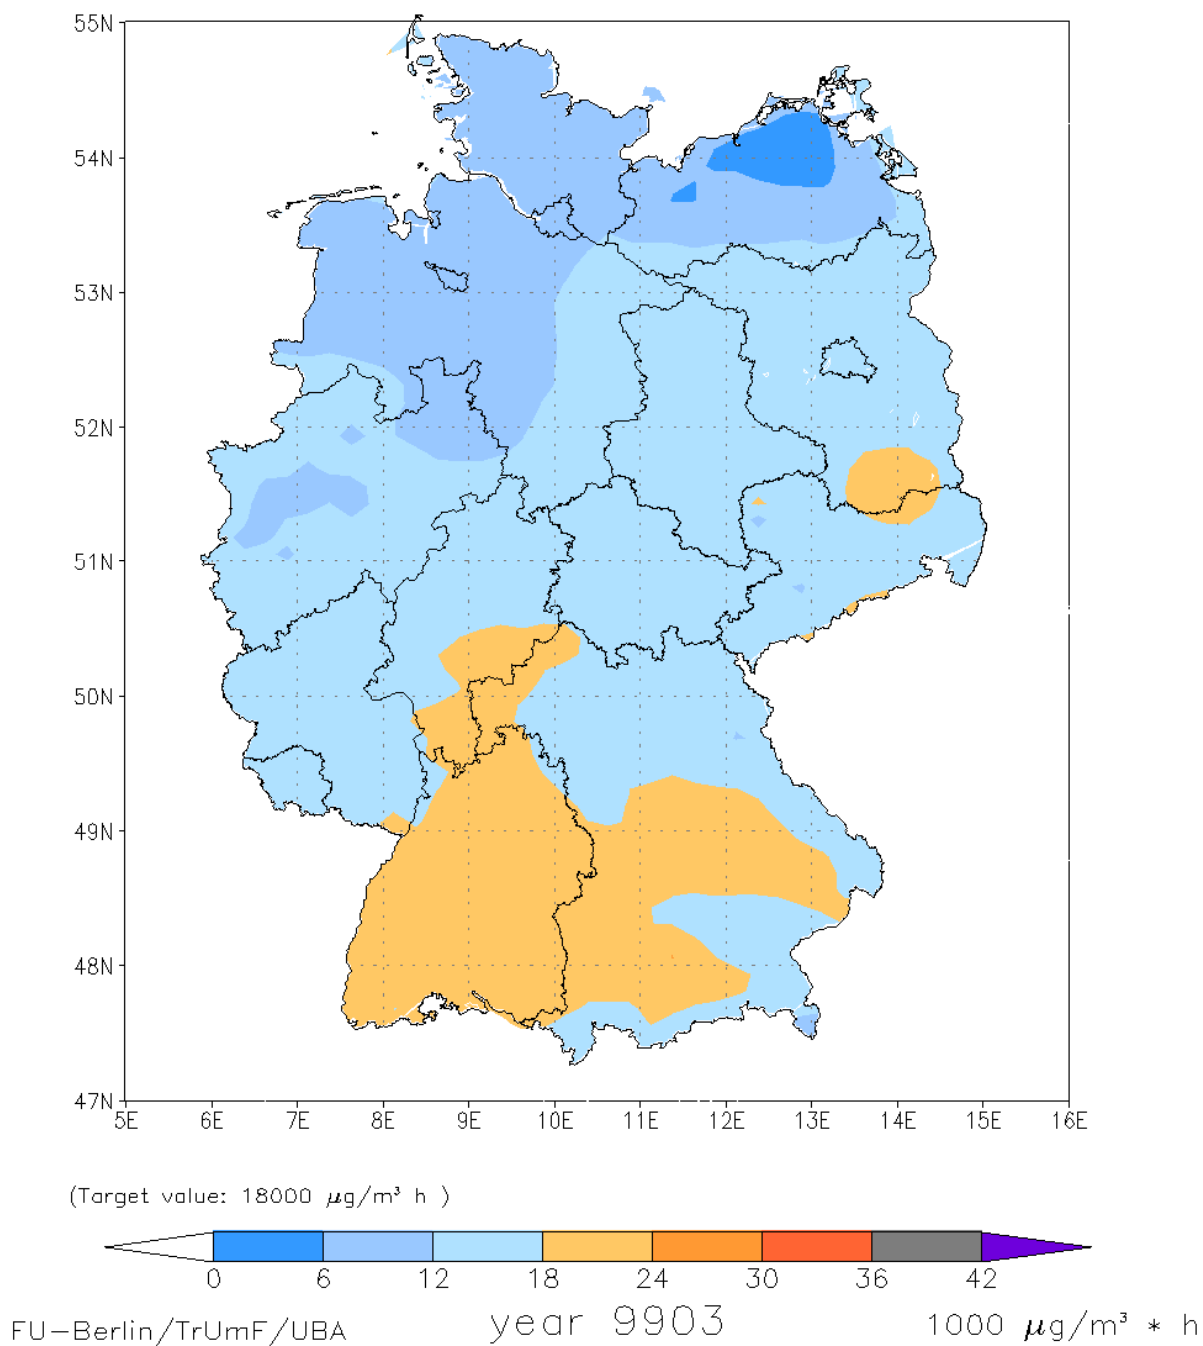 55N
54N
53N
52N
51N
50N
49N
48N
47N
5E 6E 7E 8E 9E 10E 11E 12E 13E 14E 15E 16E
(Target value: 18000 μg/m³ h )
0 6 12 18 24 30 36 42
FU-Berlin/TrUmF/UBA year 9903 1000 μg/m³ * h